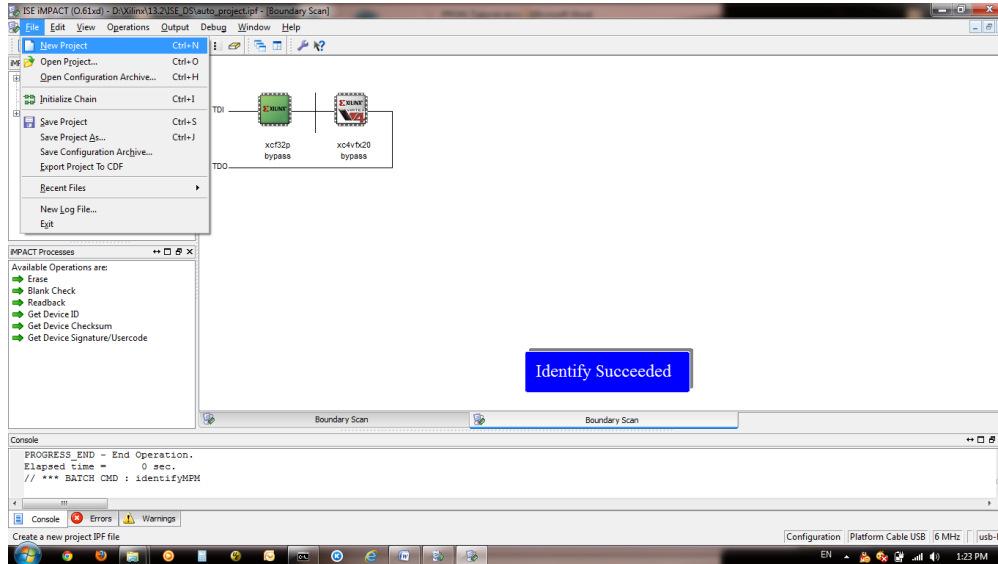 ISE iMPACT (O.61xd) - D:\Xilinx\13.2\ISE_DS\auto_project.ipf - [Boundary Scan]
File Edit View Operations Output Debug Window Help
New Project Ctrl+N
Open Project... Ctrl+O
Open Configuration Archive... Ctrl+H
Initialize Chain Ctrl+I
Save Project Ctrl+S
Save Project As... Ctrl+J
Save Configuration Archive...
Export Project To CDF
Recent Files
New Log File...
Exit
TDI
XILINX
XILINX
VIRTEX
V4
xcf32p
bypass
xc4vfx20
bypass
TDO
iMPACT Processes
Available Operations are:
Erase
Blank Check
Readback
Get Device ID
Get Device Checksum
Get Device Signature/Usercode
Identify Succeeded
Boundary Scan
Boundary Scan
Console
PROGRESS_END - End Operation.
Elapsed time = 0 sec.
// *** BATCH CMD : identifyMPM
Console Errors Warnings
Create a new project IPF file
Configuration Platform Cable USB 6 MHz usb-
EN 1:23 PM